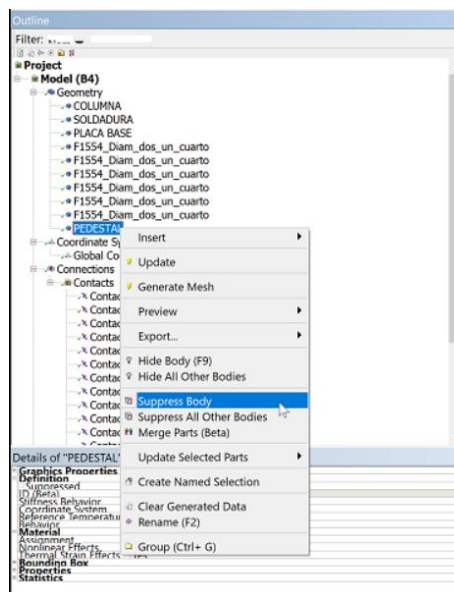 Outline
Filter:
Project
Model (B4)
Geometry
COLUMNA
SOLDADURA
PLACA BASE
F1554_Diam_dos_un_cuarto
F1554_Diam_dos_un_cuarto
F1554_Diam_dos_un_cuarto
F1554_Diam_dos_un_cuarto
F1554_Diam_dos_un_cuarto
F1554_Diam_dos_un_cuarto
PEDESTAL
Coordinate Sy
Global Co
Connections
Contacts
Contac
Contac
Contac
Contac
Contac
Contac
Contac
Contac
Contac
Contac
Contac
Contac
Insert
Update
Generate Mesh
Preview
Export...
Hide Body (F9)
Hide All Other Bodies
Suppress Body
Suppress All Other Bodies
Merge Parts (Beta)
Update Selected Parts
Create Named Selection
Clear Generated Data
Rename (F2)
Group (Ctrl+ G)
Details of "PEDESTAL"
Graphics Properties
Definition
Suppressed
ID (Beta)
Stiffness Behavior
Coordinate System
Reference Temperatu
Behavior
Material
Assignment
Nonlinear Effects
Thermal Strain Effects Yes
Bounding Box
Properties
Statistics